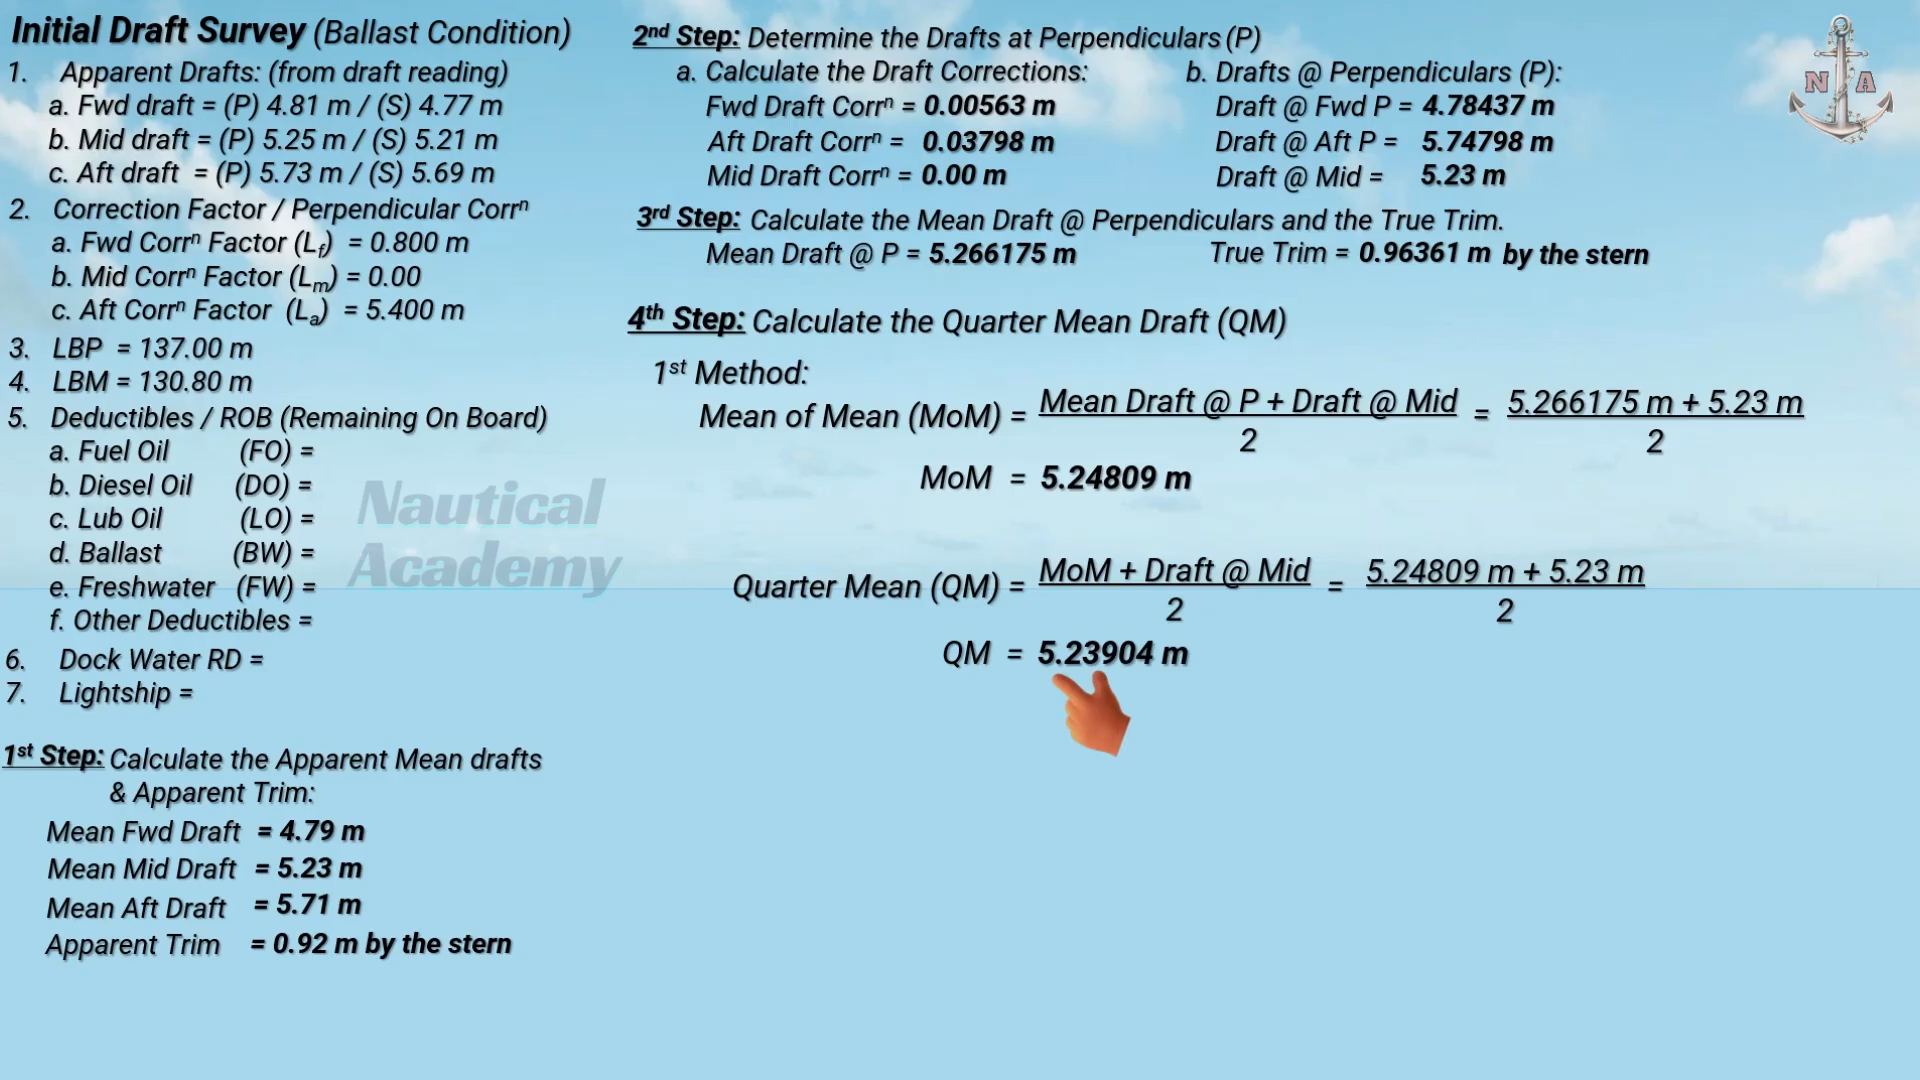 Initial Draft Survey (Ballast Condition)
1. Apparent Drafts: (from draft reading)
a. Fwd draft = (P) 4.81 m / (S) 4.77 m
b. Mid draft = (P) 5.25 m / (S) 5.21 m
c. Aft draft = (P) 5.73 m / (S) 5.69 m
2. Correction Factor / Perpendicular Corrⁿ
a. Fwd Corrⁿ Factor (Lf) = 0.800 m
b. Mid Corrⁿ Factor (Lm) = 0.00
c. Aft Corrⁿ Factor (La) = 5.400 m
3. LBP = 137.00 m
4. LBM = 130.80 m
5. Deductibles / ROB (Remaining On Board)
a. Fuel Oil (FO) =
b. Diesel Oil (DO) =
c. Lub Oil (LO) =
d. Ballast (BW) =
e. Freshwater (FW) =
f. Other Deductibles =
6. Dock Water RD =
7. Lightship =
Nautical
Academy
1st Step: Calculate the Apparent Mean drafts
& Apparent Trim:
Mean Fwd Draft = 4.79 m
Mean Mid Draft = 5.23 m
Mean Aft Draft = 5.71 m
Apparent Trim = 0.92 m by the stern
2nd Step: Determine the Drafts at Perpendiculars (P)
a. Calculate the Draft Corrections:
Fwd Draft Corrⁿ = 0.00563 m
Aft Draft Corrⁿ = 0.03798 m
Mid Draft Corrⁿ = 0.00 m
b. Drafts @ Perpendiculars (P):
Draft @ Fwd P = 4.78437 m
Draft @ Aft P = 5.74798 m
Draft @ Mid = 5.23 m
3rd Step: Calculate the Mean Draft @ Perpendiculars and the True Trim.
Mean Draft @ P = 5.266175 m True Trim = 0.96361 m by the stern
4th Step: Calculate the Quarter Mean Draft (QM)
1st Method:
Mean of Mean (MoM) = Mean Draft @ P + Draft @ Mid = 5.266175 m + 5.23 m
2 2
MoM = 5.24809 m
Quarter Mean (QM) = MoM + Draft @ Mid = 5.24809 m + 5.23 m
2 2
QM = 5.23904 m
N A